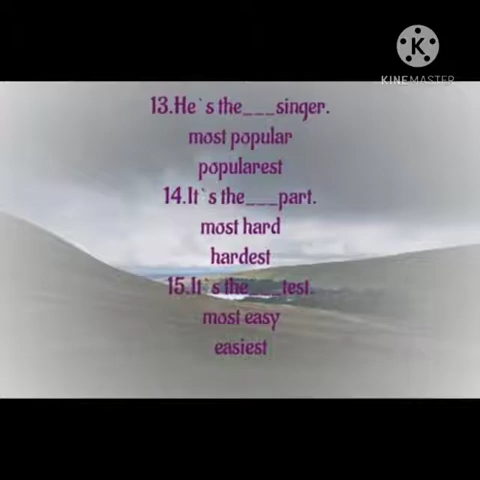 K
KINEMASTER
13.He`s the___singer.
most popular
popularest
14.It`s the___part.
most hard
hardest
15.It`s the___test.
most easy
easiest